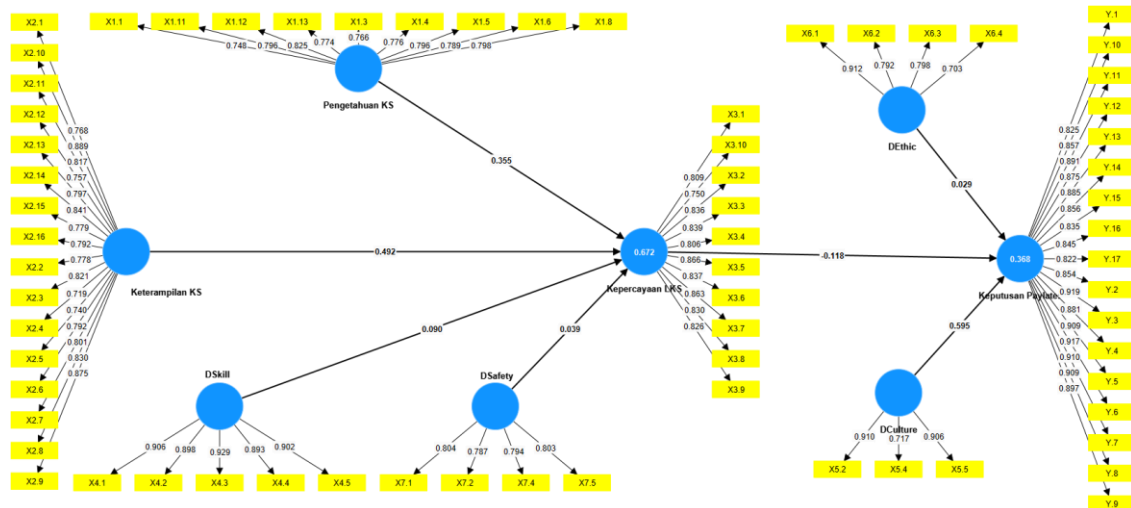 X2.1
X2.10
X2.11
X2.12
X2.13
X2.14
X2.15
X2.16
X2.2
X2.3
X2.4
X2.5
X2.6
X2.7
X2.8
X2.9
0.768
0.889
0.817
0.757
0.797
0.841
0.779
0.792
0.778
0.821
0.719
0.740
0.792
0.801
0.830
0.875
Keterampilan KS
X1.1
X1.11
X1.12
X1.13
X1.3
X1.4
X1.5
X1.6
X1.8
0.748
0.796
0.825
0.774
0.766
0.776
0.796
0.789
0.798
Pengetahuan KS
0.355
0.492
0.090
0.039
DSkill
0.906
0.898
0.929
0.893
0.902
X4.1
X4.2
X4.3
X4.4
X4.5
DSafety
0.804
0.787
0.794
0.803
X7.1
X7.2
X7.4
X7.5
0.672
Kepercayaan LKS
X3.1
X3.10
X3.2
X3.3
X3.4
X3.5
X3.6
X3.7
X3.8
X3.9
0.809
0.750
0.836
0.839
0.806
0.866
0.837
0.863
0.830
0.826
-0.118
X6.1
X6.2
X6.3
X6.4
0.912
0.792
0.798
0.703
DEthic
0.029
0.595
DCulture
0.910
0.717
0.906
X5.2
X5.4
X5.5
0.368
Keputusan Paylate
Y.1
Y.10
Y.11
Y.12
Y.13
Y.14
Y.15
Y.16
Y.17
Y.2
Y.3
Y.4
Y.5
Y.6
Y.7
Y.8
Y.9
0.825
0.857
0.891
0.875
0.885
0.856
0.835
0.845
0.822
0.854
0.919
0.881
0.909
0.917
0.910
0.909
0.897